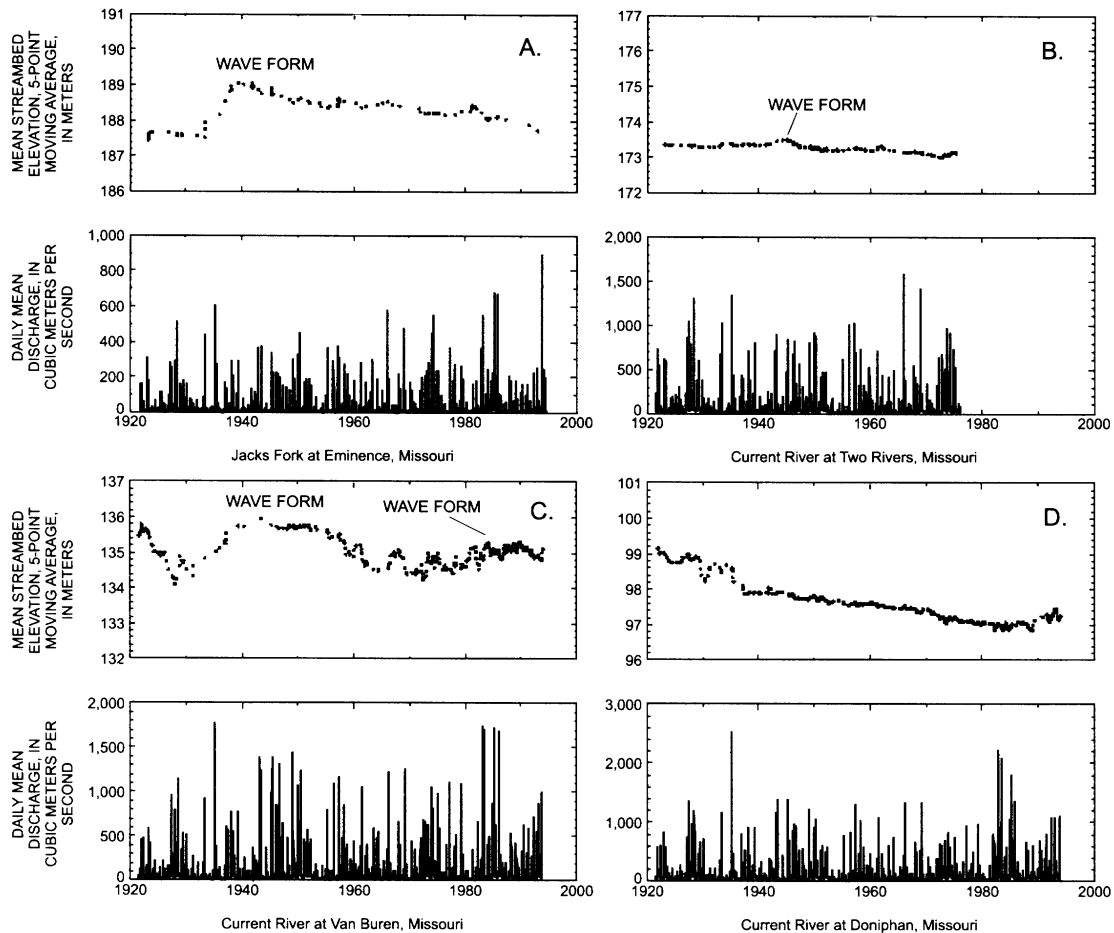 MEAN STREAMBED
ELEVATION, 5-POINT
MOVING AVERAGE,
IN METERS
191
190
189
188
187
186
WAVE FORM
A.
177
176
175
174
173
172
WAVE FORM
B.
DAILY MEAN
DISCHARGE, IN
CUBIC METERS PER
SECOND
1,000
800
600
400
200
0
1920 1940 1960 1980 2000
Jacks Fork at Eminence, Missouri
2,000
1,500
1,000
500
0
1920 1940 1960 1980 2000
Current River at Two Rivers, Missouri
MEAN STREAMBED
ELEVATION, 5-POINT
MOVING AVERAGE,
IN METERS
137
136
135
134
133
132
WAVE FORM
WAVE FORM
C.
101
100
99
98
97
96
D.
DAILY MEAN
DISCHARGE, IN
CUBIC METERS PER
SECOND
2,000
1,500
1,000
500
0
1920 1940 1960 1980 2000
Current River at Van Buren, Missouri
3,000
2,000
1,000
0
1920 1940 1960 1980 2000
Current River at Doniphan, Missouri